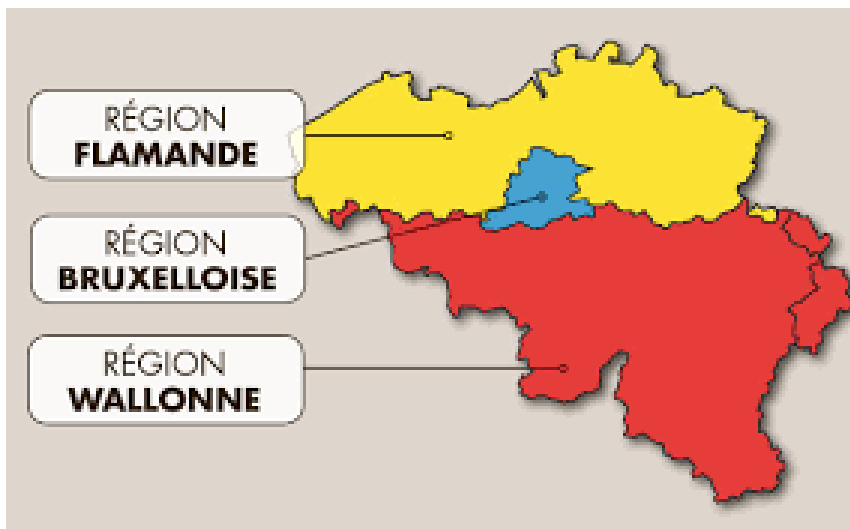 RÉGION
FLAMANDE
RÉGION
BRUXELLOISE
RÉGION
WALLONNE